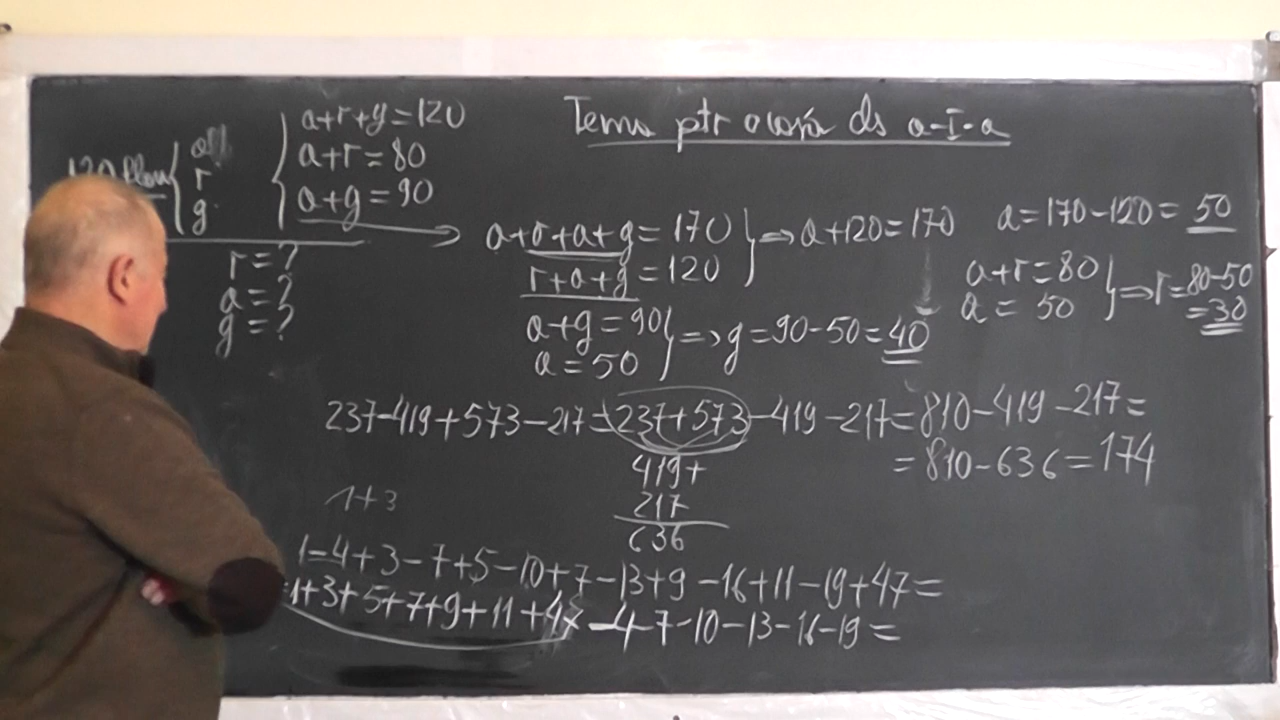 Tema ptr acasă ds a-I-a
120 flori { a r g
a+r+g=120
a+r=80
a+g=90
r=?
a=?
g=?
a+r+a+g=170
r+a+g=120 } => a+120=170
a=170-120=50
a+g=90
a=50 } => g=90-50=40
a+r=80
a=50 } => r=80-50
=30
237-419+573-217=237+573-419-217=810-419-217=
=810-636=174
419+
217
636
1+3
1-4+3-7+5-10+7-13+9-16+11-19+47=
=1+3+5+7+9+11+47-4-7-10-13-16-19=